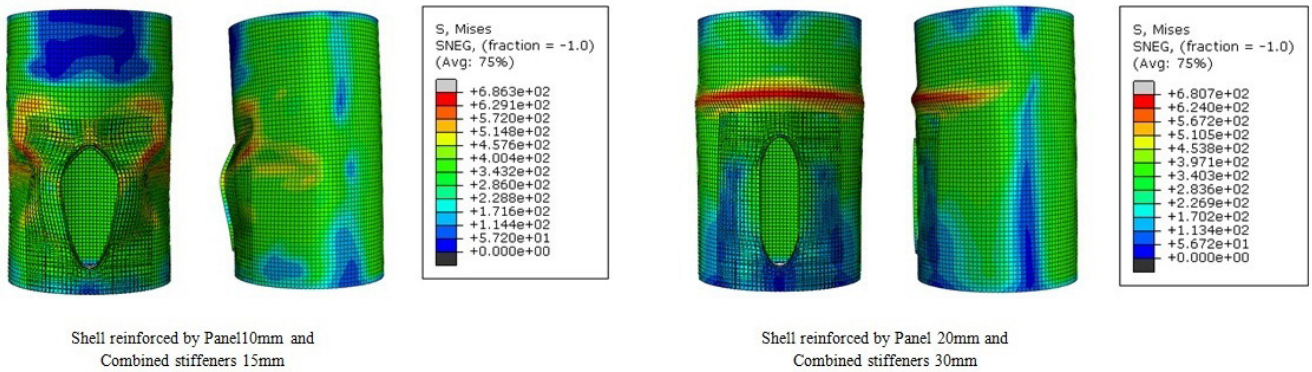 S, Mises
SNEG, (fraction = -1.0)
(Avg: 75%)
+6.863e+02
+6.291e+02
+5.720e+02
+5.148e+02
+4.576e+02
+4.004e+02
+3.432e+02
+2.860e+02
+2.288e+02
+1.716e+02
+1.144e+02
+5.720e+01
+0.000e+00
Shell reinforced by Panel10mm and
Combined stiffeners 15mm
S, Mises
SNEG, (fraction = -1.0)
(Avg: 75%)
+6.807e+02
+6.240e+02
+5.672e+02
+5.105e+02
+4.538e+02
+3.971e+02
+3.403e+02
+2.836e+02
+2.269e+02
+1.702e+02
+1.134e+02
+5.672e+01
+0.000e+00
Shell reinforced by Panel 20mm and
Combined stiffeners 30mm